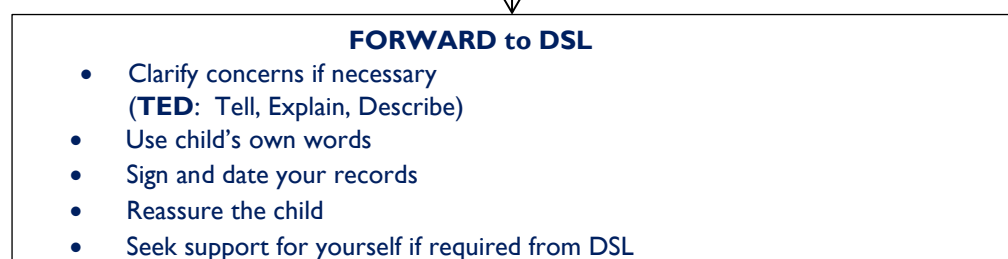 FORWARD to DSL
• Clarify concerns if necessary
(TED: Tell, Explain, Describe)
• Use child’s own words
• Sign and date your records
• Reassure the child
• Seek support for yourself if required from DSL